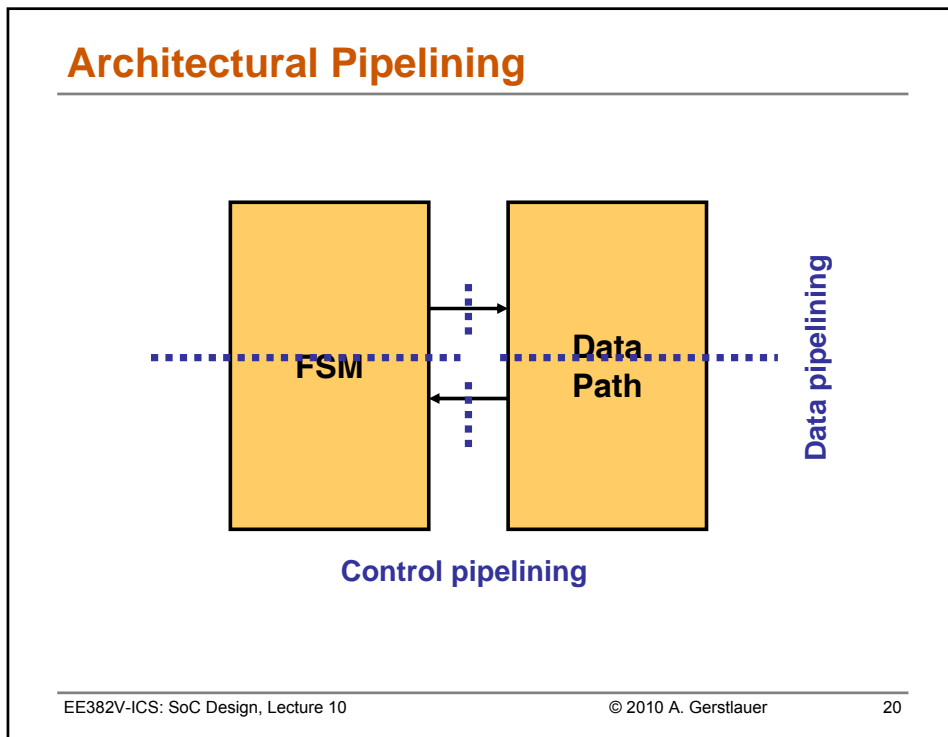 Architectural Pipelining
FSM
Data
Path
Data pipelining
Control pipelining
EE382V-ICS: SoC Design, Lecture 10
© 2010 A. Gerstlauer
20